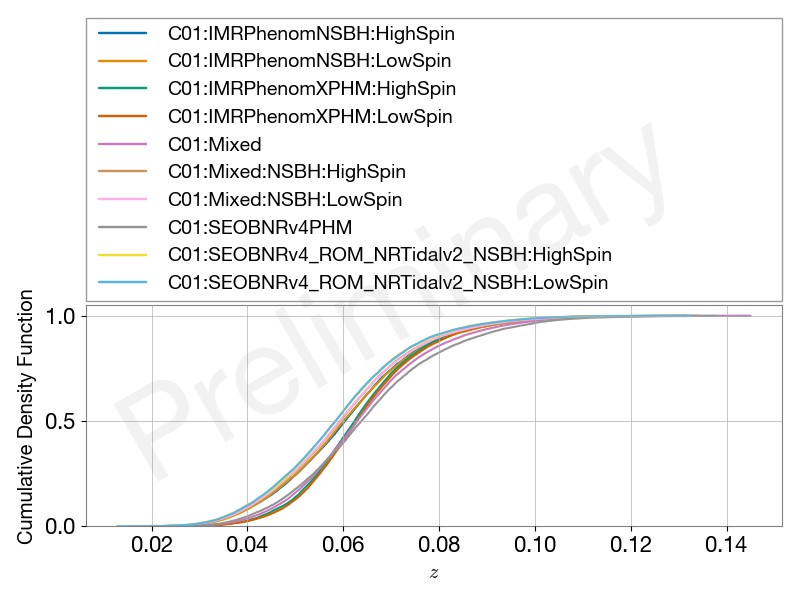 C01:IMRPhenomNSBH:HighSpin
C01:IMRPhenomNSBH:LowSpin
C01:IMRPhenomXPHM:HighSpin
C01:IMRPhenomXPHM:LowSpin
C01:Mixed
C01:Mixed:NSBH:HighSpin
C01:Mixed:NSBH:LowSpin
C01:SEOBNRv4PHM
C01:SEOBNRv4_ROM_NRTidalv2_NSBH:HighSpin
C01:SEOBNRv4_ROM_NRTidalv2_NSBH:LowSpin
Preliminary
Cumulative Density Function
1.0
0.5
0.0
0.02 0.04 0.06 0.08 0.10 0.12 0.14
z